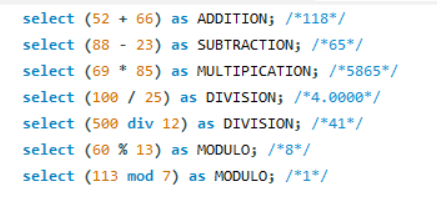 select (52 + 66) as ADDITION; /*118*/
select (88 - 23) as SUBTRACTION; /*65*/
select (69 * 85) as MULTIPICATION; /*5865*/
select (100 / 25) as DIVISION; /*4.0000*/
select (500 div 12) as DIVISION; /*41*/
select (60 % 13) as MODULO; /*8*/
select (113 mod 7) as MODULO; /*1*/